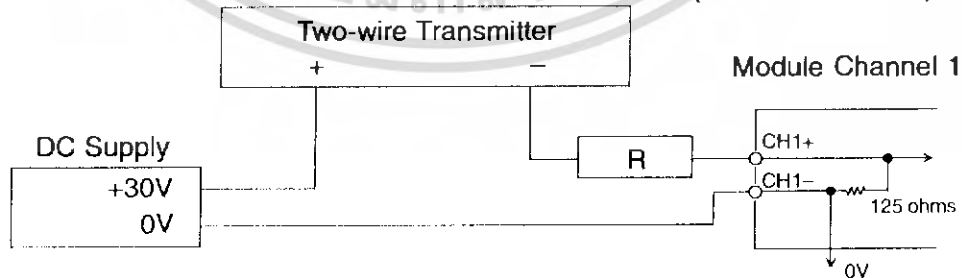 Two-wire Transmitter
+ −
Module Channel 1
DC Supply
+30V
0V
R
CH1+
CH1−
125 ohms
0V